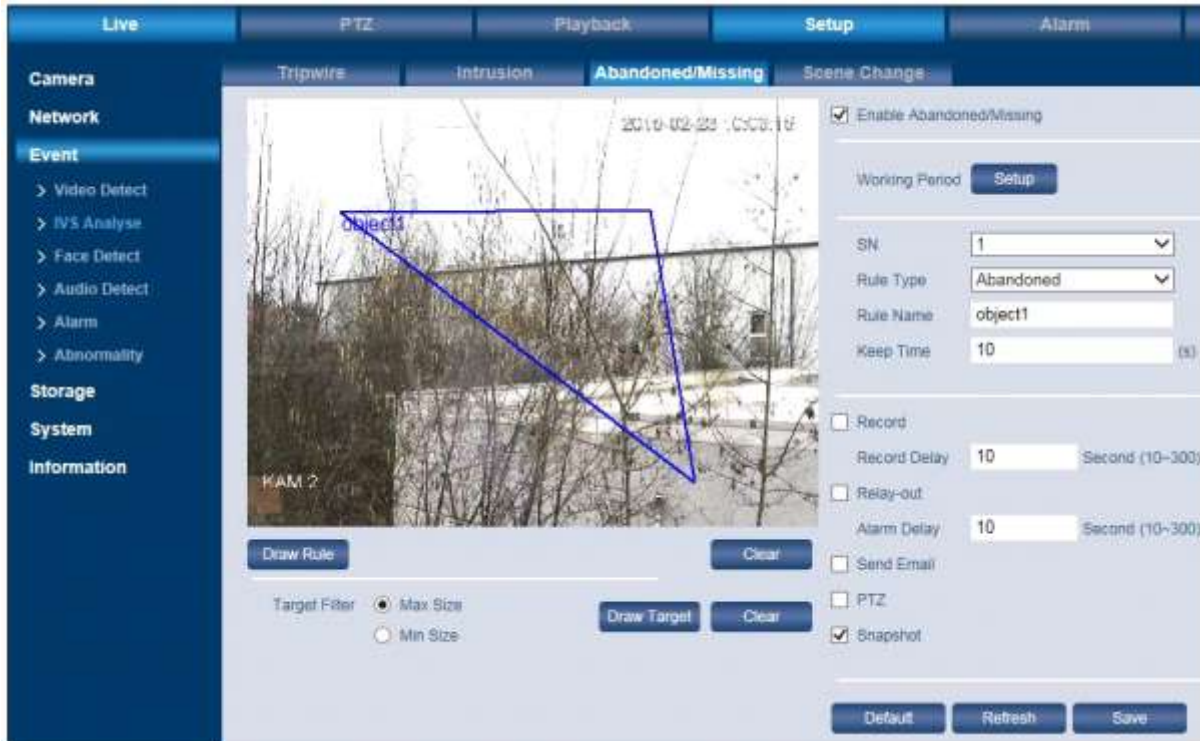 Live PTZ Playback Setup Alarm
Tripwire Intrusion Abandoned/Missing Scene Change
Camera
Network
Event
> Video Detect
> IVS Analyse
> Face Detect
> Audio Detect
> Alarm
> Abnormality
Storage
System
Information
object1
KAM 2
Draw Rule Clear
Target Filter Max Size
Min Size
Draw Target Clear
Enable Abandoned/Missing
Working Period Setup
SN 1
Rule Type Abandoned
Rule Name object1
Keep Time 10 (s)
Record
Record Delay 10 Second (10~300)
Relay-out
Alarm Delay 10 Second (10~300)
Send Email
PTZ
Snapshot
Default Refresh Save